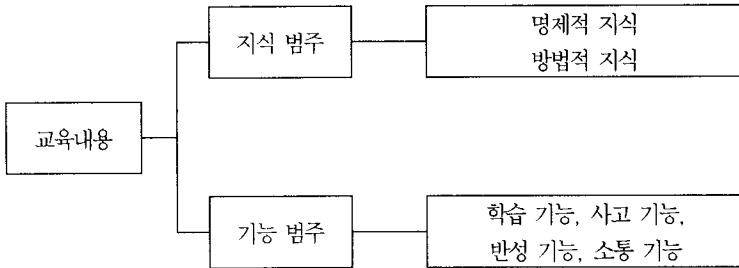 교육내용
지식 범주
명제적 지식
방법적 지식
기능 범주
학습 기능, 사고 기능,
반성 기능, 소통 기능